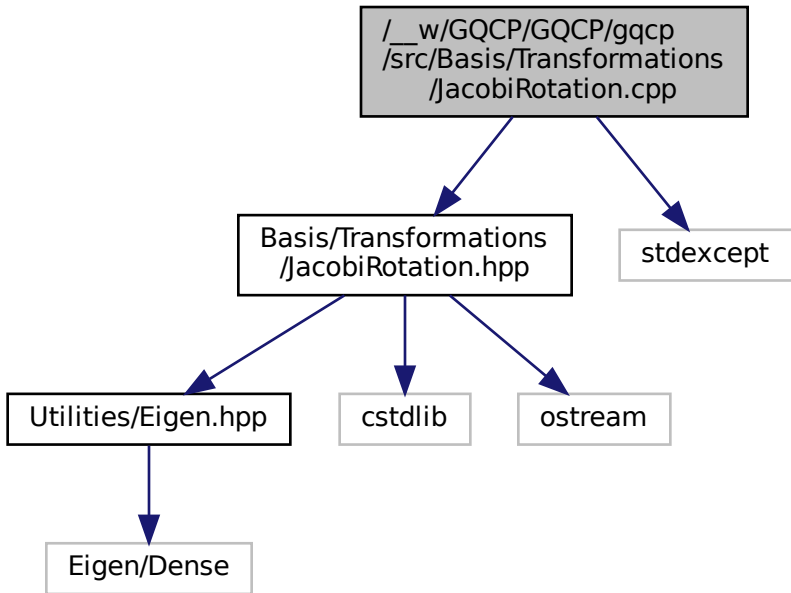 /__w/GQCP/GQCP/gqcp
/src/Basis/Transformations
/JacobiRotation.cpp
Basis/Transformations
/JacobiRotation.hpp
stdexcept
Utilities/Eigen.hpp
cstdlib
ostream
Eigen/Dense